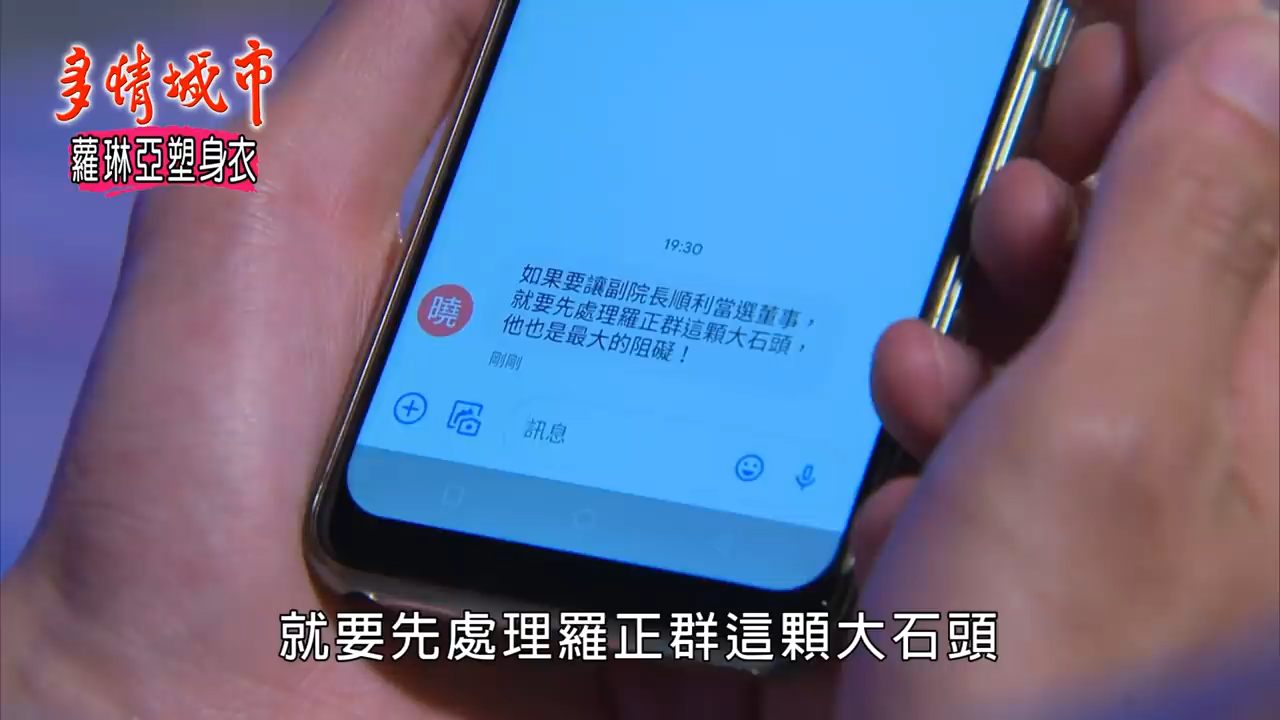 多情城市
蘿琳亞塑身衣
19:30
曉
如果要讓副院長順利當選董事，
就要先處理羅正群這顆大石頭，
他也是最大的阻礙！
剛剛
訊息
就要先處理羅正群這顆大石頭